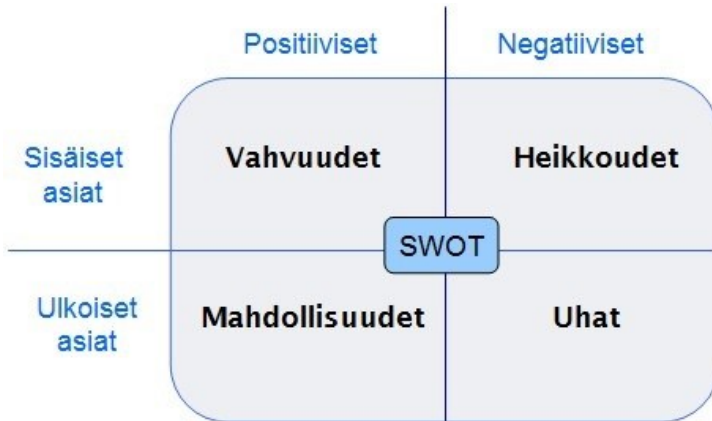 Positiiviset Negatiiviset
Sisäiset
asiat
Vahvuudet Heikkoudet
SWOT
Ulkoiset
asiat
Mahdollisuudet Uhat